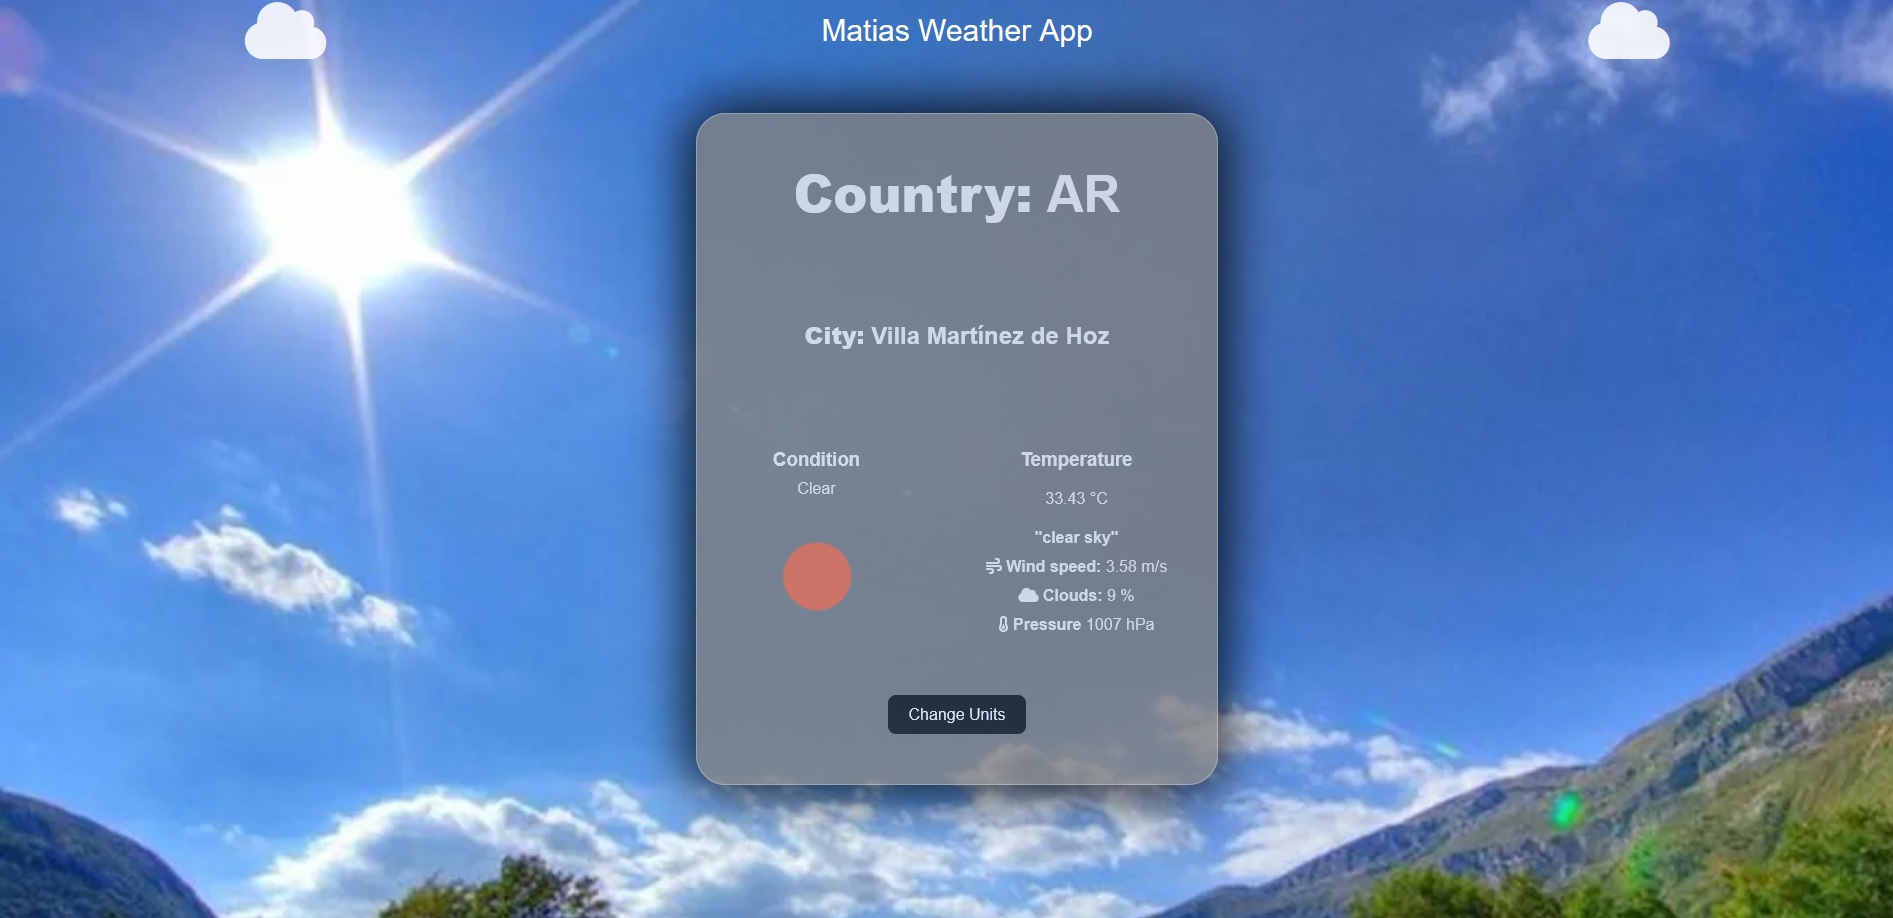 Matias Weather App
Country: AR
City: Villa Martínez de Hoz
Condition
Clear
Temperature
33.43 °C
"clear sky"
Wind speed: 3.58 m/s
Clouds: 9 %
Pressure 1007 hPa
Change Units